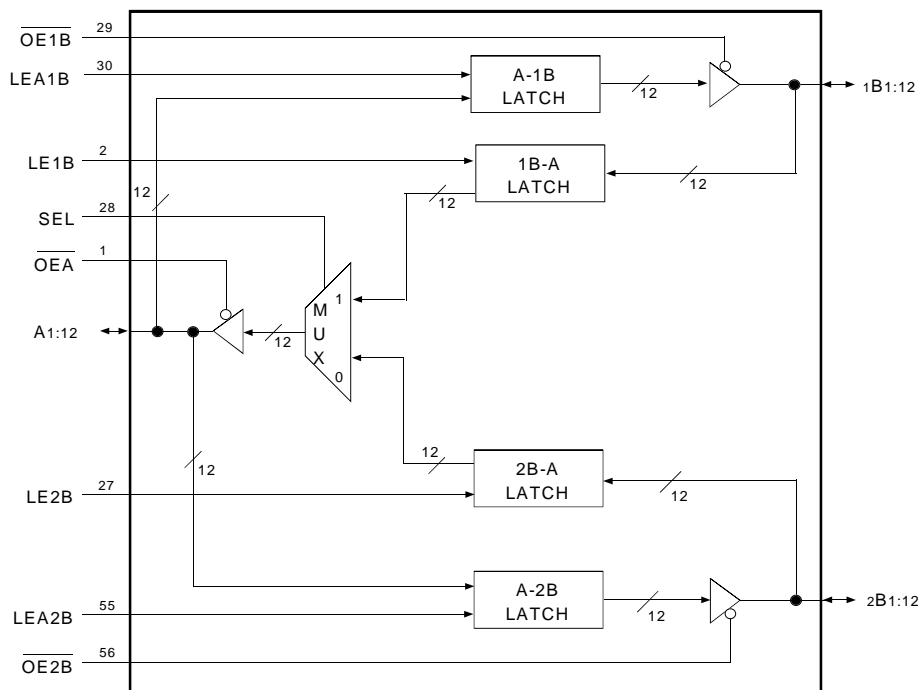 OE1B 29
LEA1B 30
A-1B
LATCH
12
1B1:12
LE1B 2
1B-A
LATCH
12
12
12
SEL 28
OEA 1
A1:12
12
MUX
1
0
12
12
2B-A
LATCH
12
LE2B 27
A-2B
LATCH
12
2B1:12
LEA2B 55
OE2B 56